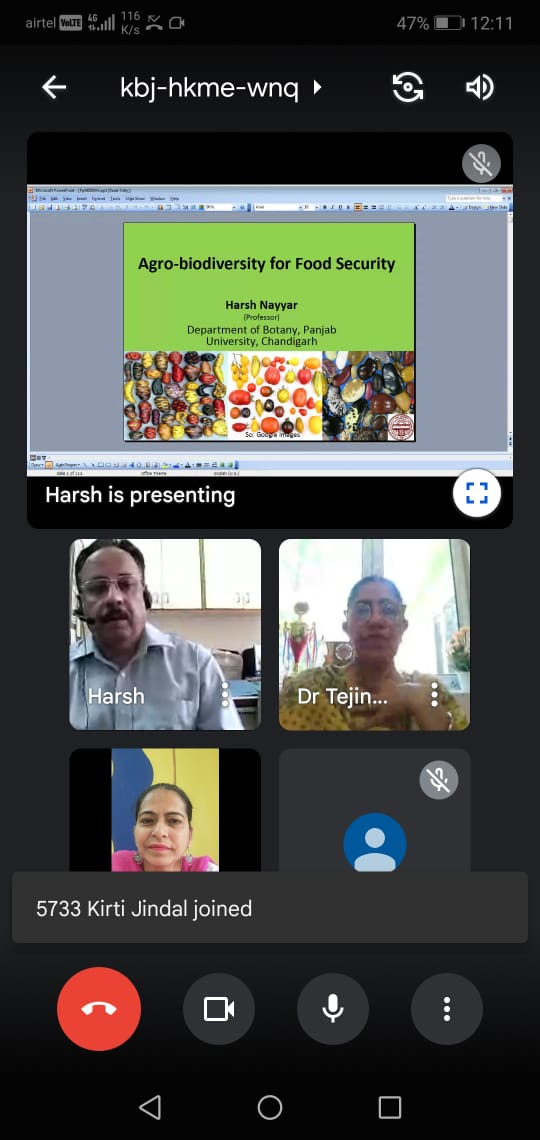 airtel VoLTE 4G 116 K/s 47% 12:11
kbj-hkme-wnq
Agro-biodiversity for Food Security
Harsh Nayyar
(Professor)
Department of Botany, Panjab
University, Chandigarh
So: Google Images
Harsh is presenting
Harsh
Dr Tejin...
5733 Kirti Jindal joined